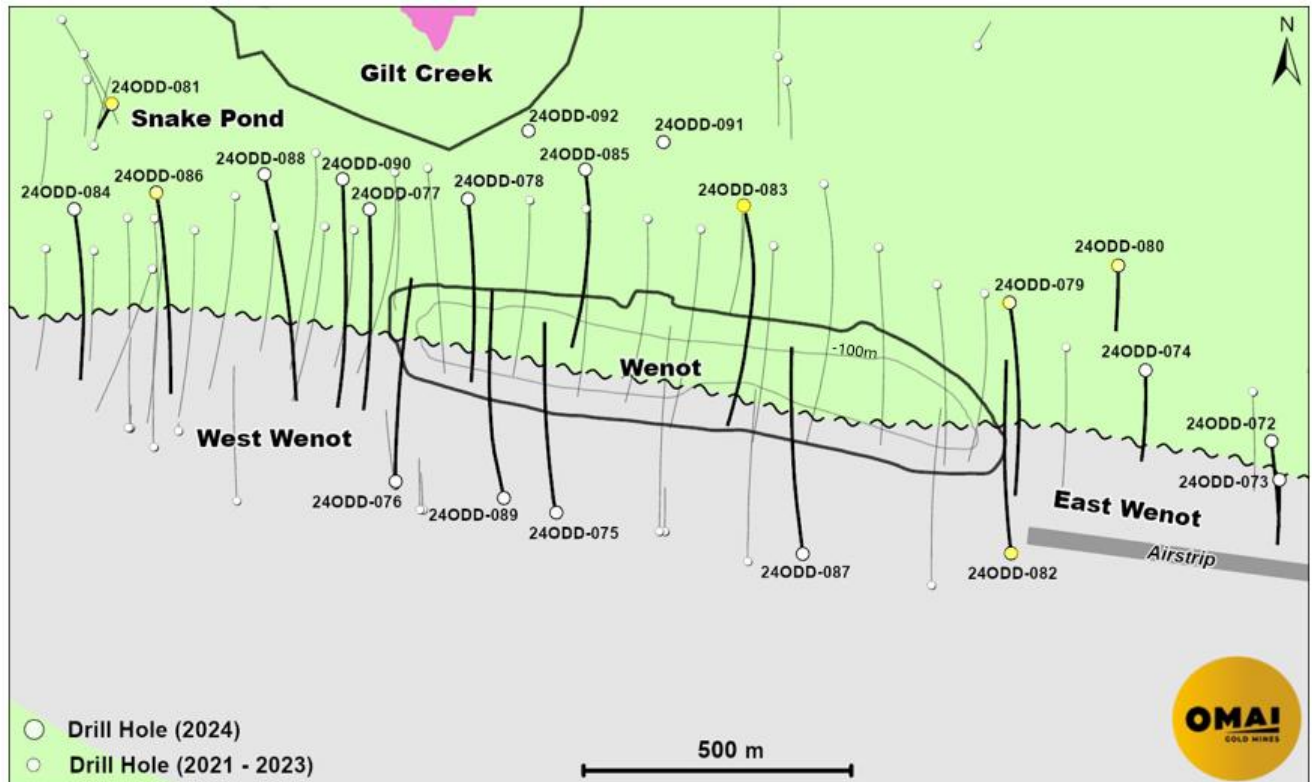 N
Gilt Creek
24ODD-081
Snake Pond
24ODD-092
24ODD-091
24ODD-088
24ODD-090
24ODD-085
24ODD-084
24ODD-086
24ODD-077
24ODD-078
24ODD-083
24ODD-080
24ODD-079
-100m
24ODD-074
Wenot
West Wenot
24ODD-072
24ODD-073
24ODD-076
24ODD-089
24ODD-075
East Wenot
Airstrip
24ODD-087
24ODD-082
OMAI
GOLD MINES
Drill Hole (2024)
Drill Hole (2021 - 2023)
500 m